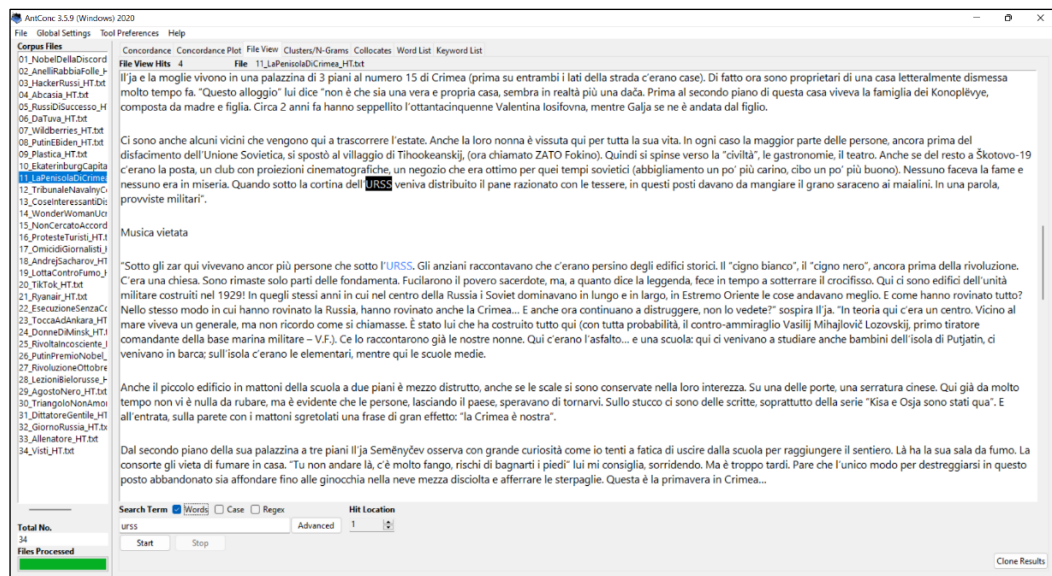 AntConc 3.5.9 (Windows) 2020
File Global Settings Tool Preferences Help
Corpus Files
01_NobelDellaDiscord
02_AnelliRabbiaFolle_H
03_HackerRussi_HT.txt
04_Abcasia_HT.txt
05_RussiDiSuccesso_H
06_DaTuva_HT.txt
07_Wildberries_HT.txt
08_PutinEBiden_HT.txt
09_Plastica_HT.txt
10_EkaterinburgCapita
11_LaPenisolaDiCrimea
12_TribunaleNavalnyC
13_CoseInteressantiDi
14_WonderWomanUcr
15_NonCercatoAccord
16_ProtesteTuristi_HT.t
17_OmicidiGiornalisti_H
18_AndrejSacharov_HT
19_LottaControFumo_H
20_TikTok_HT.txt
21_Ryanair_HT.txt
22_EsecuzioneSenzaCo
23_ToccaAdAnkara_HT
24_DonneDiMinsk_HT.t
25_RivoltaIncosciente_
26_PutinPremioNobel_
27_RivoluzioneOttobre
28_LezioniBielorusse_H
29_AgostoNero_HT.txt
30_TriangoloNonAmor
31_DittatoreGentile_HT
32_GiornoRussia_HT.tx
33_Allenatore_HT.txt
34_Visti_HT.txt
Total No.
34
Files Processed
Concordance Concordance Plot File View Clusters/N-Grams Collocates Word List Keyword List
File View Hits 4 File 11_LaPenisolaDiCrimea_HT.txt
Il'ja e la moglie vivono in una palazzina di 3 piani al numero 15 di Crimea (prima su entrambi i lati della strada c'erano case). Di fatto ora sono proprietari di una casa letteralmente dismessa
molto tempo fa. "Questo alloggio" lui dice "non è che sia una vera e propria casa, sembra in realtà più una dača. Prima al secondo piano di questa casa viveva la famiglia dei Konoplëvye,
composta da madre e figlia. Circa 2 anni fa hanno seppellito l'ottantacinquenne Valentina Iosifovna, mentre Galja se ne è andata dal figlio.
Ci sono anche alcuni vicini che vengono qui a trascorrere l'estate. Anche la loro nonna è vissuta qui per tutta la sua vita. In ogni caso la maggior parte delle persone, ancora prima del
disfacimento dell'Unione Sovietica, si spostò al villaggio di Tihookeanskij, (ora chiamato ZATO Fokino). Quindi si spinse verso la "civiltà", le gastronomie, il teatro. Anche se del resto a Škotovo-19
c'erano la posta, un club con proiezioni cinematografiche, un negozio che era ottimo per quei tempi sovietici (abbigliamento un po' più carino, cibo un po' più buono). Nessuno faceva la fame e
nessuno era in miseria. Quando sotto la cortina dell'URSS veniva distribuito il pane razionato con le tessere, in questi posti davano da mangiare il grano saraceno ai maialini. In una parola,
provviste militari".
Musica vietata
"Sotto gli zar qui vivevano ancor più persone che sotto l'URSS. Gli anziani raccontavano che c'erano persino degli edifici storici. Il "cigno bianco", il "cigno nero", ancora prima della rivoluzione.
C'era una chiesa. Sono rimaste solo parti delle fondamenta. Fucilarono il povero sacerdote, ma, a quanto dice la leggenda, fece in tempo a sotterrare il crocifisso. Qui ci sono edifici dell'unità
militare costruiti nel 1929! In quegli stessi anni in cui nel centro della Russia i Soviet dominavano in lungo e in largo, in Estremo Oriente le cose andavano meglio. E come hanno rovinato tutto?
Nello stesso modo in cui hanno rovinato la Russia, hanno rovinato anche la Crimea... E anche ora continuano a distruggere, non lo vedete?" sospira Il'ja. "In teoria qui c'era un centro. Vicino al
mare viveva un generale, ma non ricordo come si chiamasse. È stato lui che ha costruito tutto qui (con tutta probabilità, il contro-ammiraglio Vasilij Mihajlovič Lozovskij, primo tiratore
comandante della base marina militare – V.F.). Ce lo raccontarono già le nostre nonne. Qui c'erano l'asfalto... e una scuola: qui ci venivano a studiare anche bambini dell'isola di Putjatin, ci
venivano in barca; sull'isola c'erano le elementari, mentre qui le scuole medie.
Anche il piccolo edificio in mattoni della scuola a due piani è mezzo distrutto, anche se le scale si sono conservate nella loro interezza. Su una delle porte, una serratura cinese. Qui già da molto
tempo non vi è nulla da rubare, ma è evidente che le persone, lasciando il paese, speravano di tornarvi. Sullo stucco ci sono delle scritte, soprattutto della serie "Kisa e Osja sono stati qua". E
all'entrata, sulla parete con i mattoni sgretolati una frase di gran effetto: "la Crimea è nostra".
Dal secondo piano della sua palazzina a tre piani Il'ja Semënyčev osserva con grande curiosità come io tenti a fatica di uscire dalla scuola per raggiungere il sentiero. Là ha la sua sala da fumo. La
consorte gli vieta di fumare in casa. "Tu non andare là, c'è molto fango, rischi di bagnarti i piedi" lui mi consiglia, sorridendo. Ma è troppo tardi. Pare che l'unico modo per destreggiarsi in questo
posto abbandonato sia affondare fino alle ginocchia nella neve mezza disciolta e afferrare le sterpaglie. Questa è la primavera in Crimea...
Search Term Words Case Regex Hit Location
urss Advanced 1
Start Stop
Clone Results